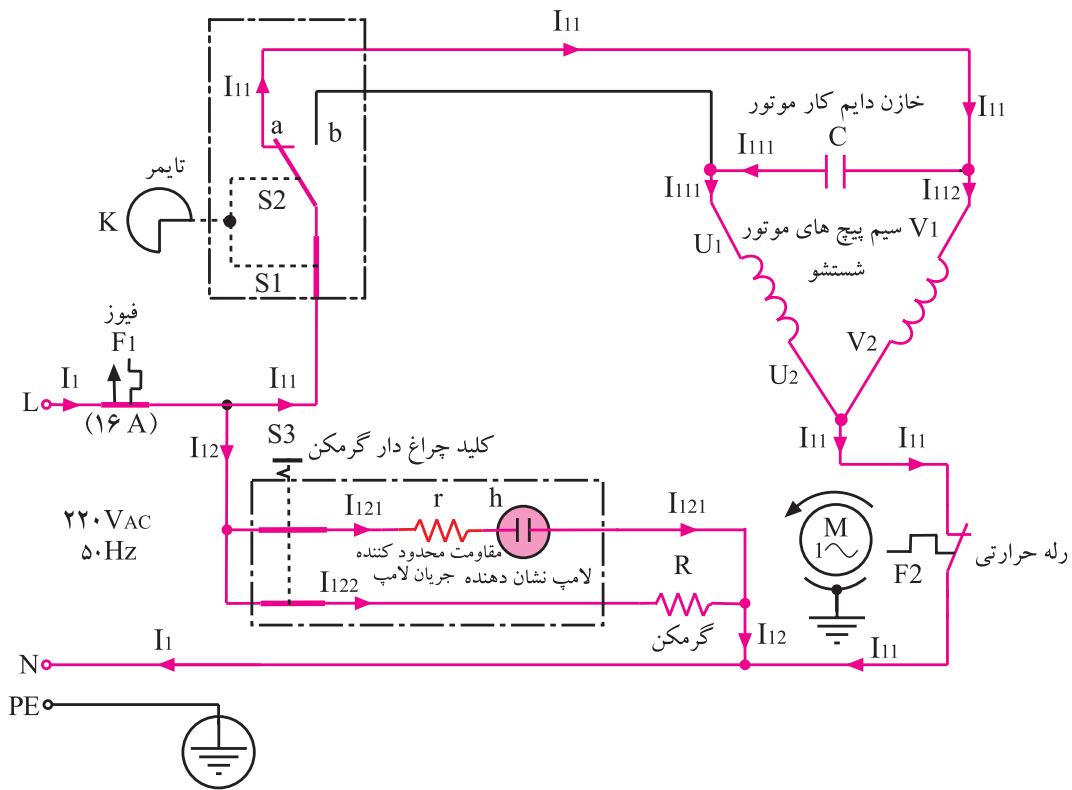 I11
I11
a
b
خازن دایم کار موتور
C
I11
تایمر
K
S2
I111
I111
I112
U1
سیم پیچ های موتور
شستشو
V1
S1
فیوز
F1
V2
U2
L
I1
(۱۶ A)
I11
I12
S3
کلید چراغ دار گرمکن
I11
I11
۲۲۰VAC
۵۰Hz
I121
r
h
I121
مقاومت محدود کننده
جریان لامپ
لامپ نشان دهنده
I122
R
گرمکن
M
1
F2
رله حرارتی
I12
N
I1
I11
PE